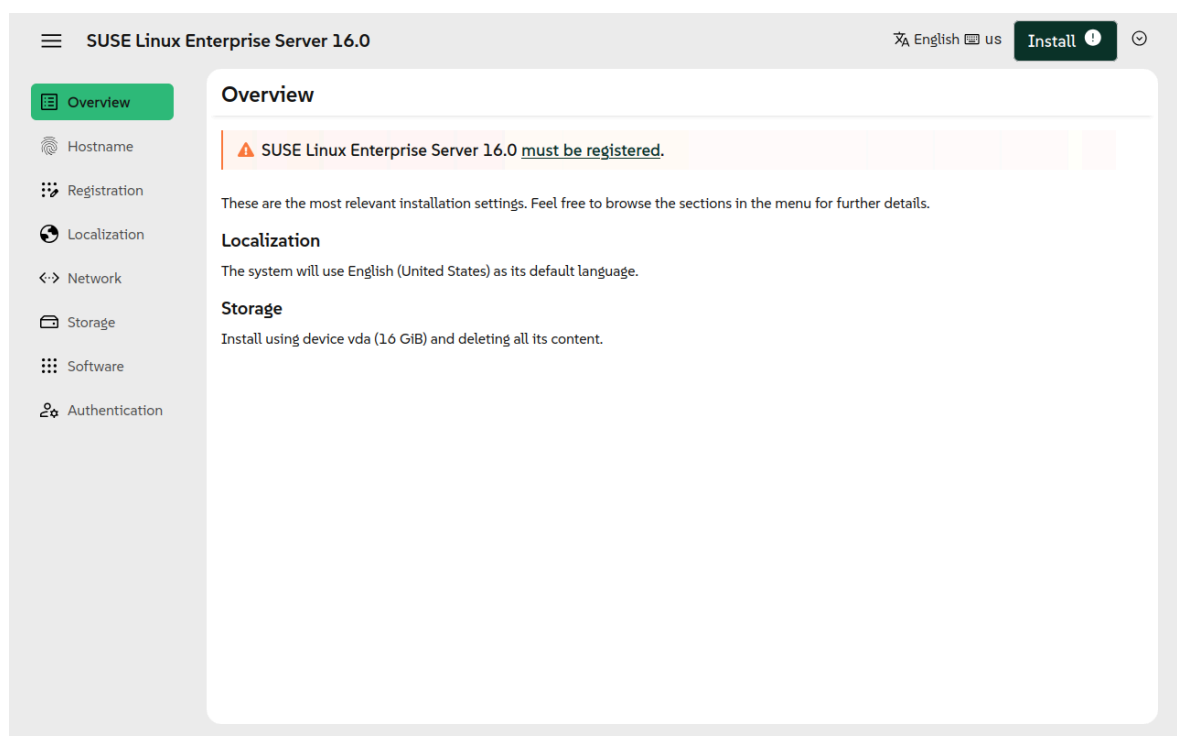 SUSE Linux Enterprise Server 16.0
English us Install !
Overview
Hostname
Registration
Localization
Network
Storage
Software
Authentication
Overview
SUSE Linux Enterprise Server 16.0 must be registered.
These are the most relevant installation settings. Feel free to browse the sections in the menu for further details.
Localization
The system will use English (United States) as its default language.
Storage
Install using device vda (16 GiB) and deleting all its content.